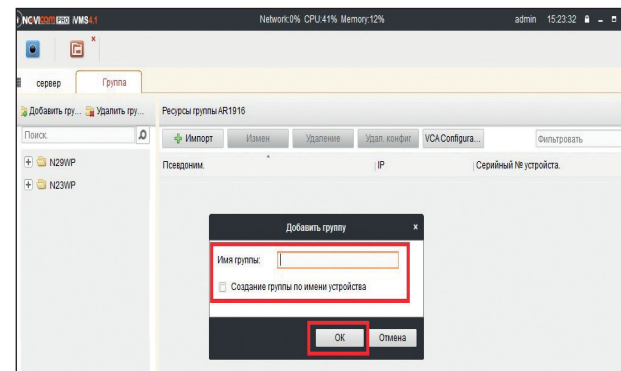 NOVICOM PRO iVMS4.1 Network:0% CPU:41% Memory:12% admin 15:23:32
сервер Группа
Добавить гру... Удалить гру... Ресурсы группы AR1916
Поиск. Импорт Измен Удаление Удал. конфиг VCA Configura... Фильтровать
Псевдоним. IP Серийный № устройста.
N29WP
N23WP
Добавить группу
Имя группы:
Создание группы по имени устройства
OK Отмена